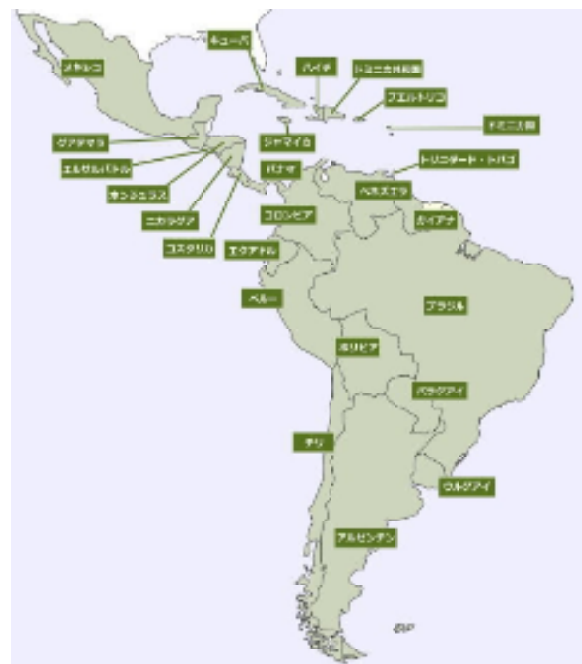 キューバ
メキシコ
ハイチ
ドミニカ共和国
プエルトリコ
ドミニカ国
グアテマラ
ジャマイカ
エルサルバドル
パナマ
トリニダード・トバゴ
ホンジュラス
ベネズエラ
ニカラグア
コロンビア
ガイアナ
コスタリカ
エクアドル
ペルー
ブラジル
ボリビア
パラグアイ
チリ
ウルグアイ
アルゼンチン